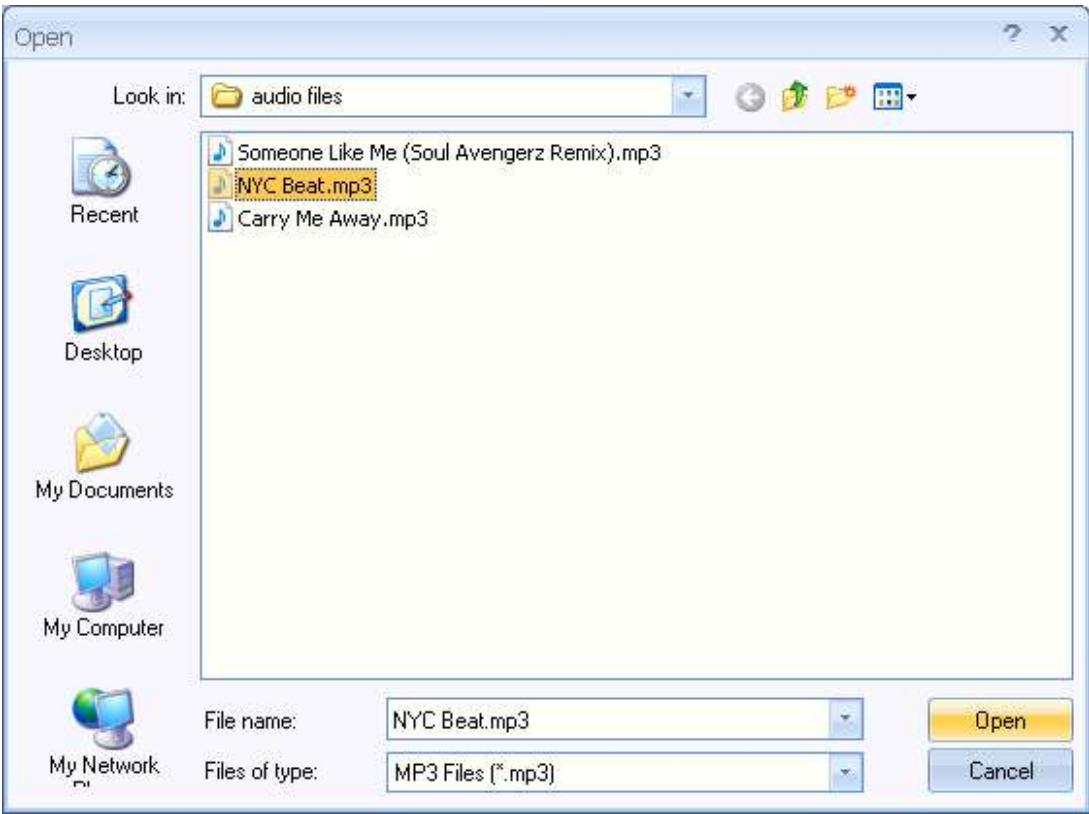 Open
Look in:
audio files
Someone Like Me (Soul Avengerz Remix).mp3
NYC Beat.mp3
Carry Me Away.mp3
Recent
Desktop
My Documents
My Computer
My Network
File name:
NYC Beat.mp3
Open
Files of type:
MP3 Files (*.mp3)
Cancel